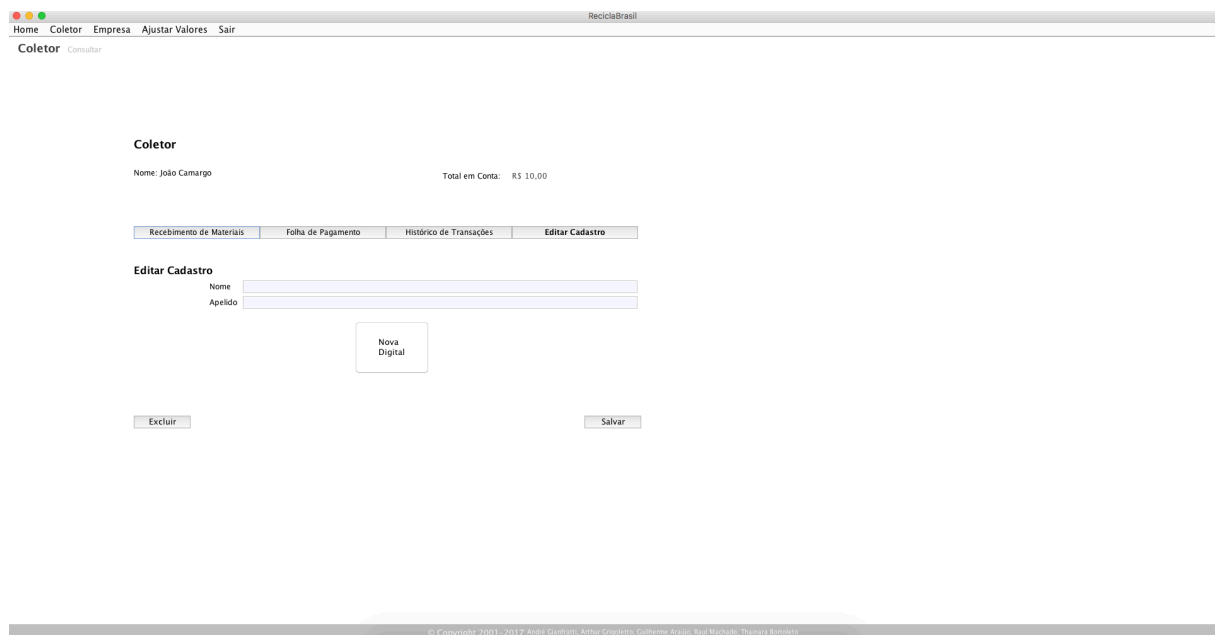 ReciclaBrasil
Home Coletor Empresa Ajustar Valores Sair
Coletor Consultar
Coletor
Nome: João Camargo
Total em Conta: R$ 10,00
Recebimento de Materiais Folha de Pagamento Histórico de Transações Editar Cadastro
Editar Cadastro
Nome
Apelido
Nova
Digital
Excluir Salvar
© Copyright 2001-2017 André Gianfratti, Arthur Grigoletto, Guilherme Araújo, Raul Machado, Thainara Bortoleto